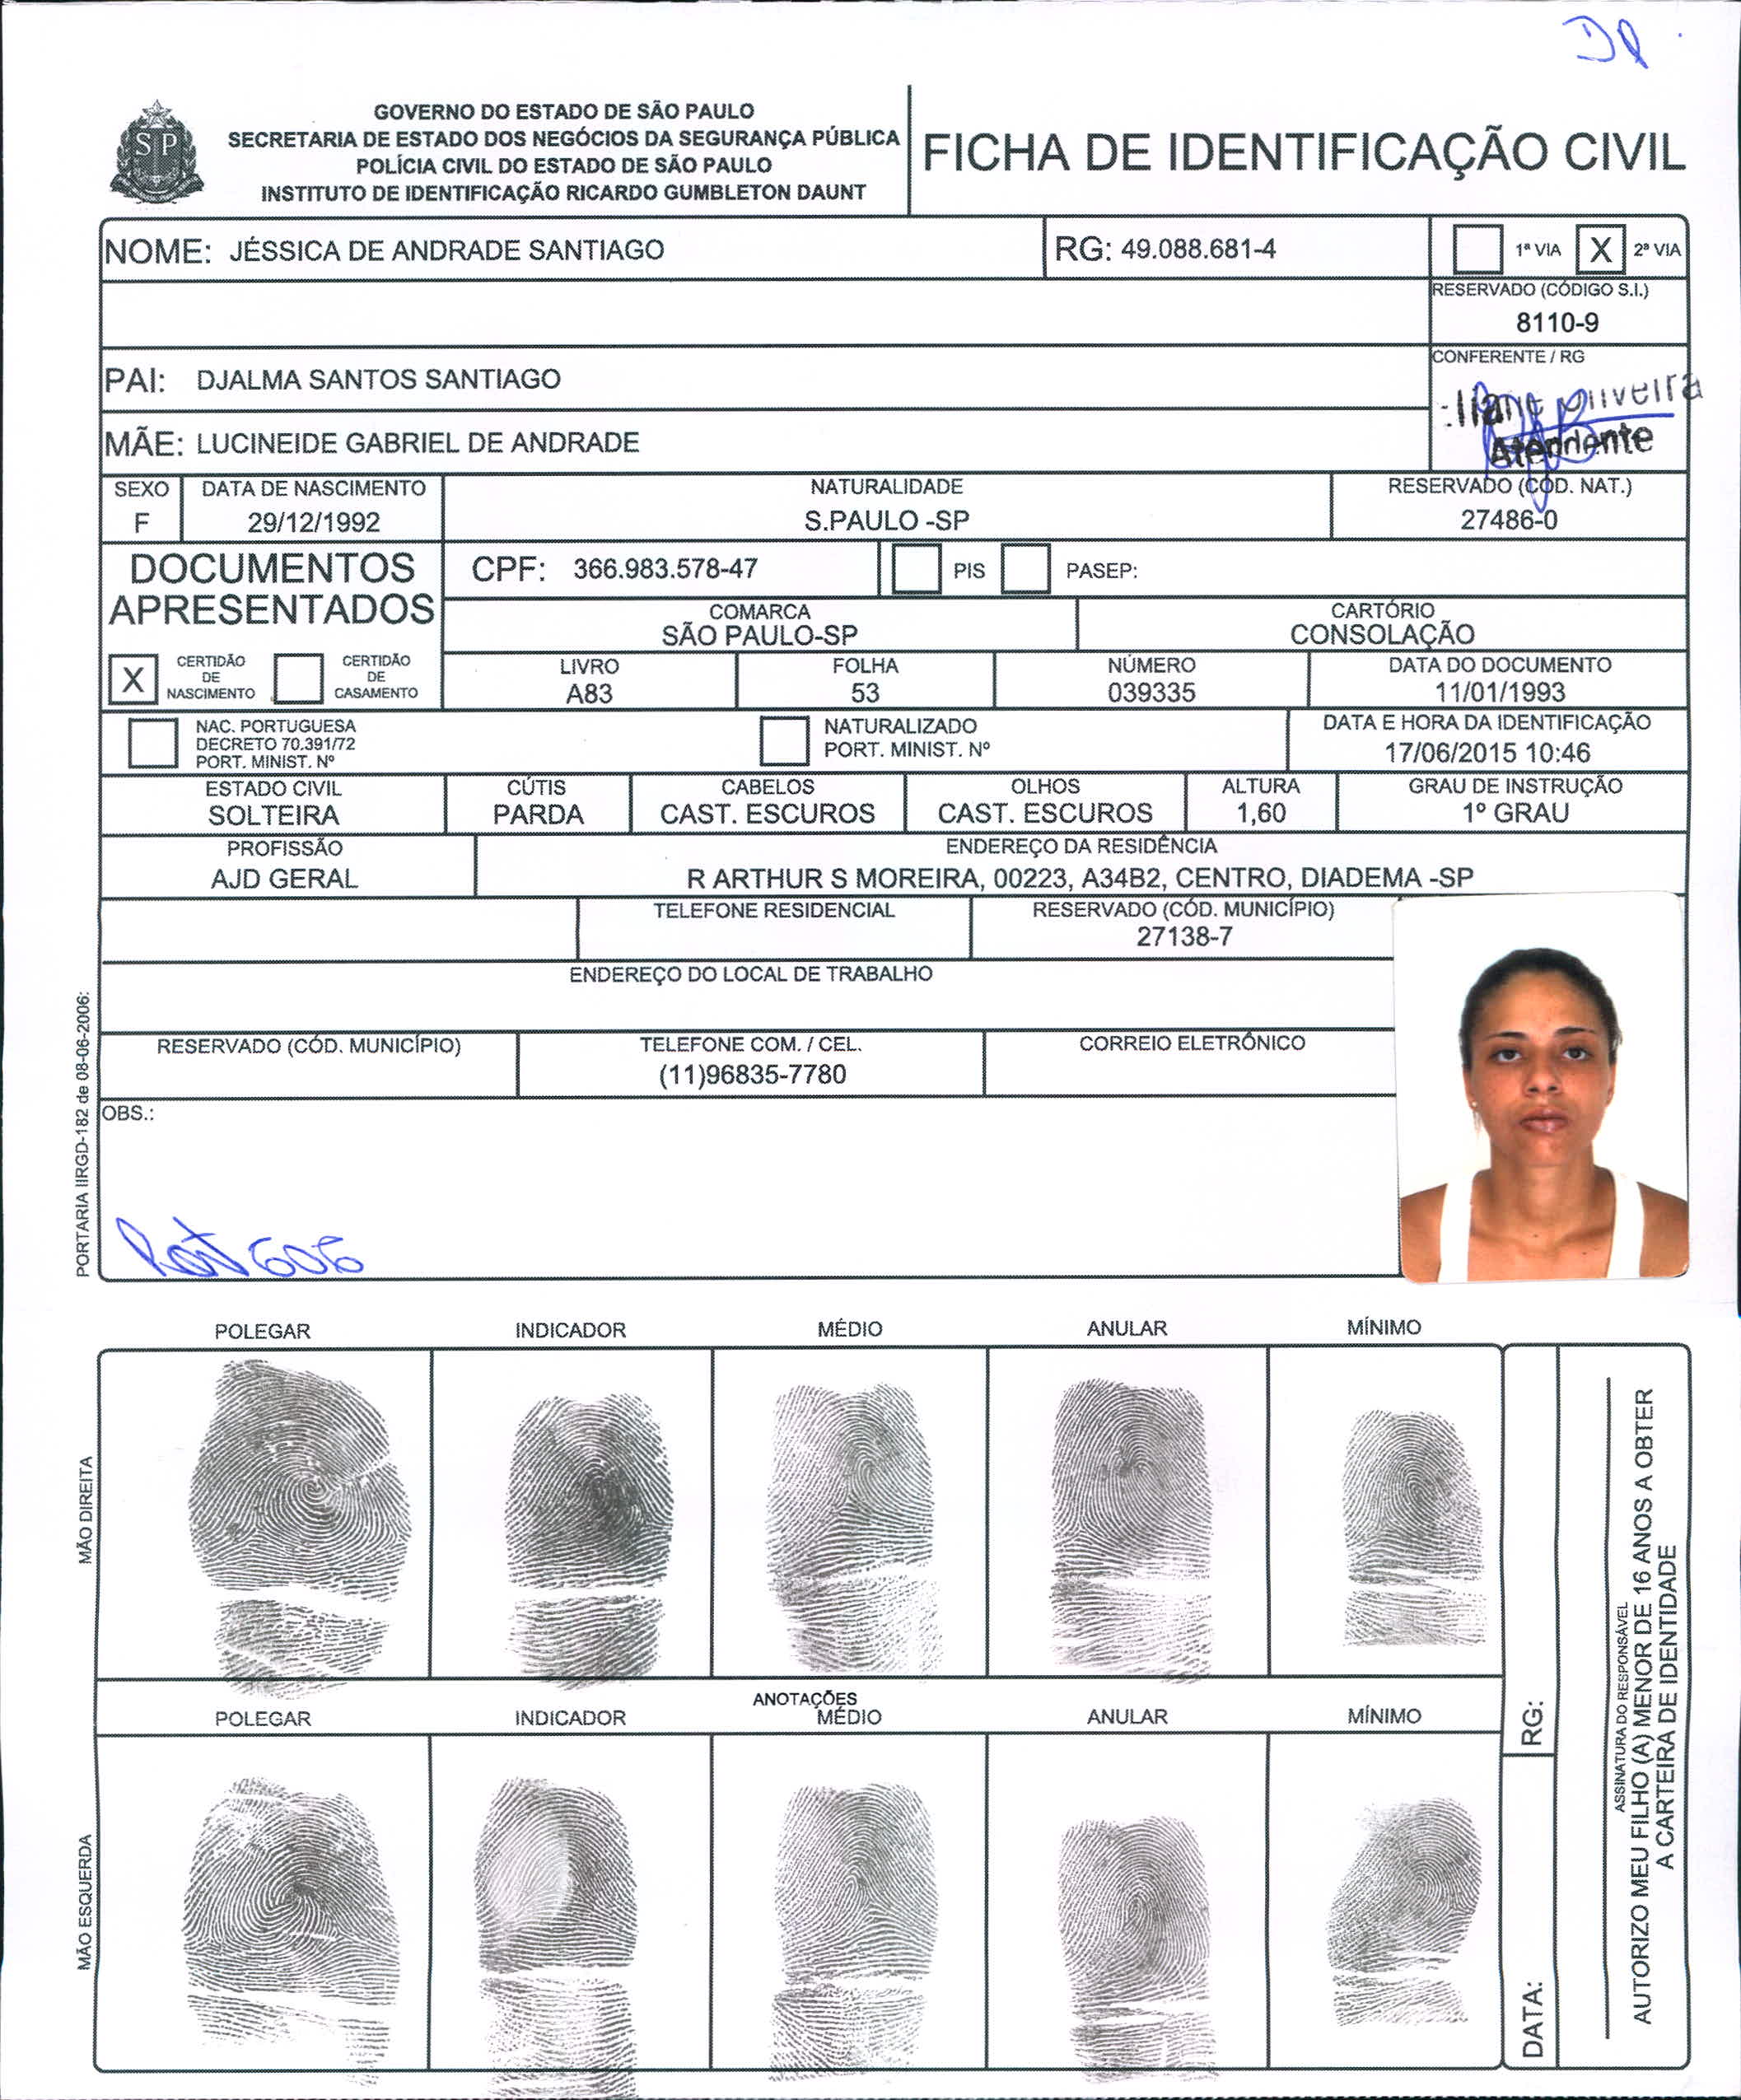 GOVERNO DO ESTADO DE SÃO PAULO
SECRETARIA DE ESTADO DOS NEGÓCIOS DA SEGURANÇA PÚBLICA
POLÍCIA CIVIL DO ESTADO DE SÃO PAULO
INSTITUTO DE IDENTIFICAÇÃO RICARDO GUMBLETON DAUNT
SP
FICHA DE IDENTIFICAÇÃO CIVIL
NOME: JÉSSICA DE ANDRADE SANTIAGO
RG: 49.088.681-4
1ª VIA X 2ª VIA
RESERVADO (CÓDIGO S.I.)
8110-9
PAI: DJALMA SANTOS SANTIAGO
CONFERENTE / RG
Oliveira
Atendente
MÃE: LUCINEIDE GABRIEL DE ANDRADE
SEXO DATA DE NASCIMENTO NATURALIDADE RESERVADO (CÓD. NAT.)
F 29/12/1992 S.PAULO -SP 27486-0
DOCUMENTOS
APRESENTADOS
CPF: 366.983.578-47 PIS PASEP:
COMARCA CARTÓRIO
SÃO PAULO-SP CONSOLAÇÃO
X CERTIDÃO DE NASCIMENTO
CERTIDÃO DE CASAMENTO
LIVRO FOLHA NÚMERO DATA DO DOCUMENTO
A83 53 039335 11/01/1993
NAC. PORTUGUESA
DECRETO 70.391/72
PORT. MINIST. Nº
NATURALIZADO
PORT. MINIST. Nº
DATA E HORA DA IDENTIFICAÇÃO
17/06/2015 10:46
ESTADO CIVIL CÚTIS CABELOS OLHOS ALTURA GRAU DE INSTRUÇÃO
SOLTEIRA PARDA CAST. ESCUROS CAST. ESCUROS 1,60 1º GRAU
PROFISSÃO ENDEREÇO DA RESIDÊNCIA
AJD GERAL R ARTHUR S MOREIRA, 00223, A34B2, CENTRO, DIADEMA -SP
TELEFONE RESIDENCIAL RESERVADO (CÓD. MUNICÍPIO)
27138-7
ENDEREÇO DO LOCAL DE TRABALHO
RESERVADO (CÓD. MUNICÍPIO) TELEFONE COM. / CEL. CORREIO ELETRÔNICO
(11)96835-7780
OBS.:
PORTARIA IIRGD-182 de 08-06-2006:
POLEGAR INDICADOR MÉDIO ANULAR MÍNIMO
MÃO DIREITA
ANOTAÇÕES
POLEGAR INDICADOR MÉDIO ANULAR MÍNIMO
MÃO ESQUERDA
RG:
DATA:
ASSINATURA DO RESPONSÁVEL
AUTORIZO MEU FILHO (A) MENOR DE 16 ANOS A OBTER
A CARTEIRA DE IDENTIDADE